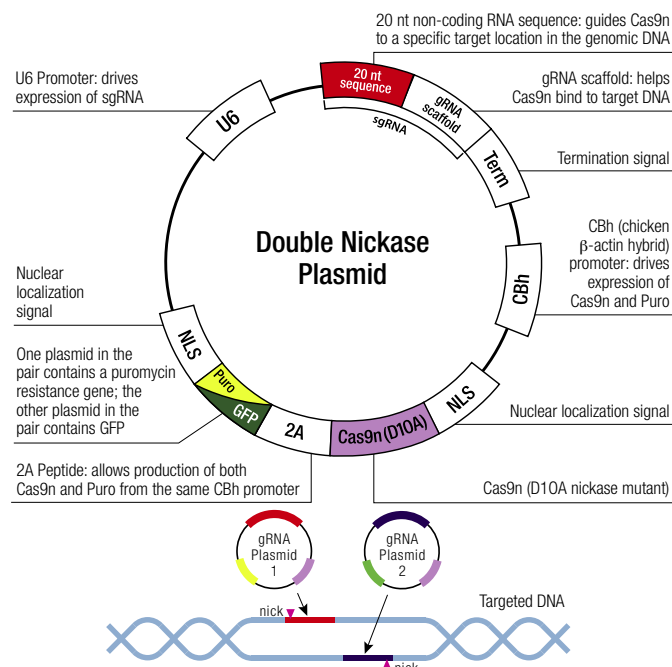 20 nt non-coding RNA sequence: guides Cas9n
to a specific target location in the genomic DNA
U6 Promoter: drives
expression of sgRNA
gRNA scaffold: helps
Cas9n bind to target DNA
20 nt
sequence
gRNA
scaffold
sgRNA
U6
Term
Termination signal
Double Nickase
Plasmid
CBh (chicken
β-actin hybrid)
promoter: drives
expression of
Cas9n and Puro
CBh
Nuclear
localization
signal
NLS
One plasmid in the
pair contains a puromycin
resistance gene; the
other plasmid in the
pair contains GFP
Puro
GFP
2A
Cas9n (D10A)
NLS
Nuclear localization signal
2A Peptide: allows production of both
Cas9n and Puro from the same CBh promoter
Cas9n (D10A nickase mutant)
gRNA
Plasmid
1
gRNA
Plasmid
2
Targeted DNA
nick
nick